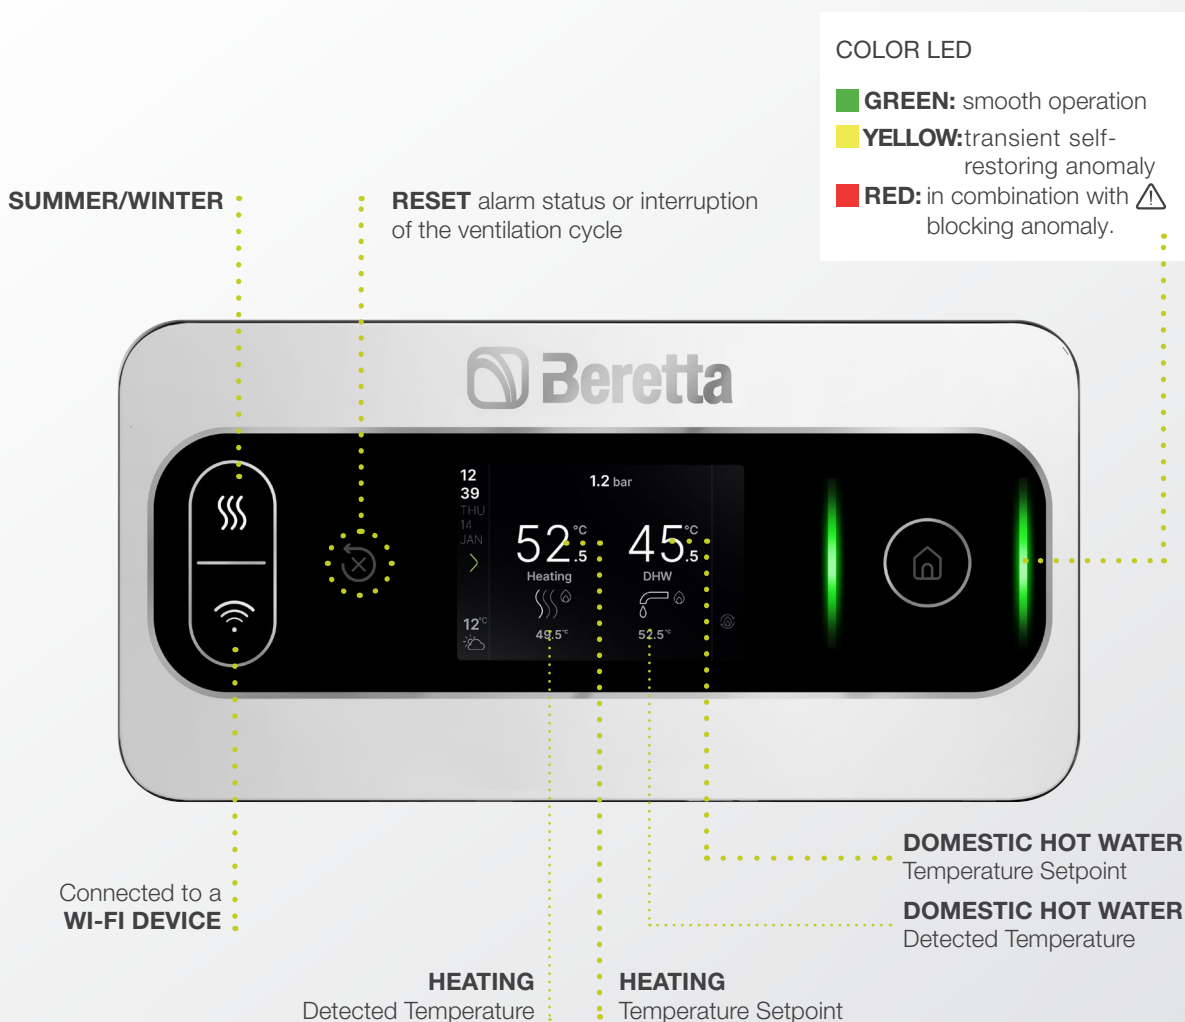 COLOR LED
GREEN: smooth operation
YELLOW: transient self-
restoring anomaly
RED: in combination with ⚠
blocking anomaly.
SUMMER/WINTER
RESET alarm status or interruption
of the ventilation cycle
Beretta
12
39
THU
14
JAN
12°C
1.2 bar
52.5 °C
Heating
49.5°C
45.5 °C
DHW
52.5°C
DOMESTIC HOT WATER
Temperature Setpoint
DOMESTIC HOT WATER
Detected Temperature
Connected to a
WI-FI DEVICE
HEATING
Detected Temperature
HEATING
Temperature Setpoint